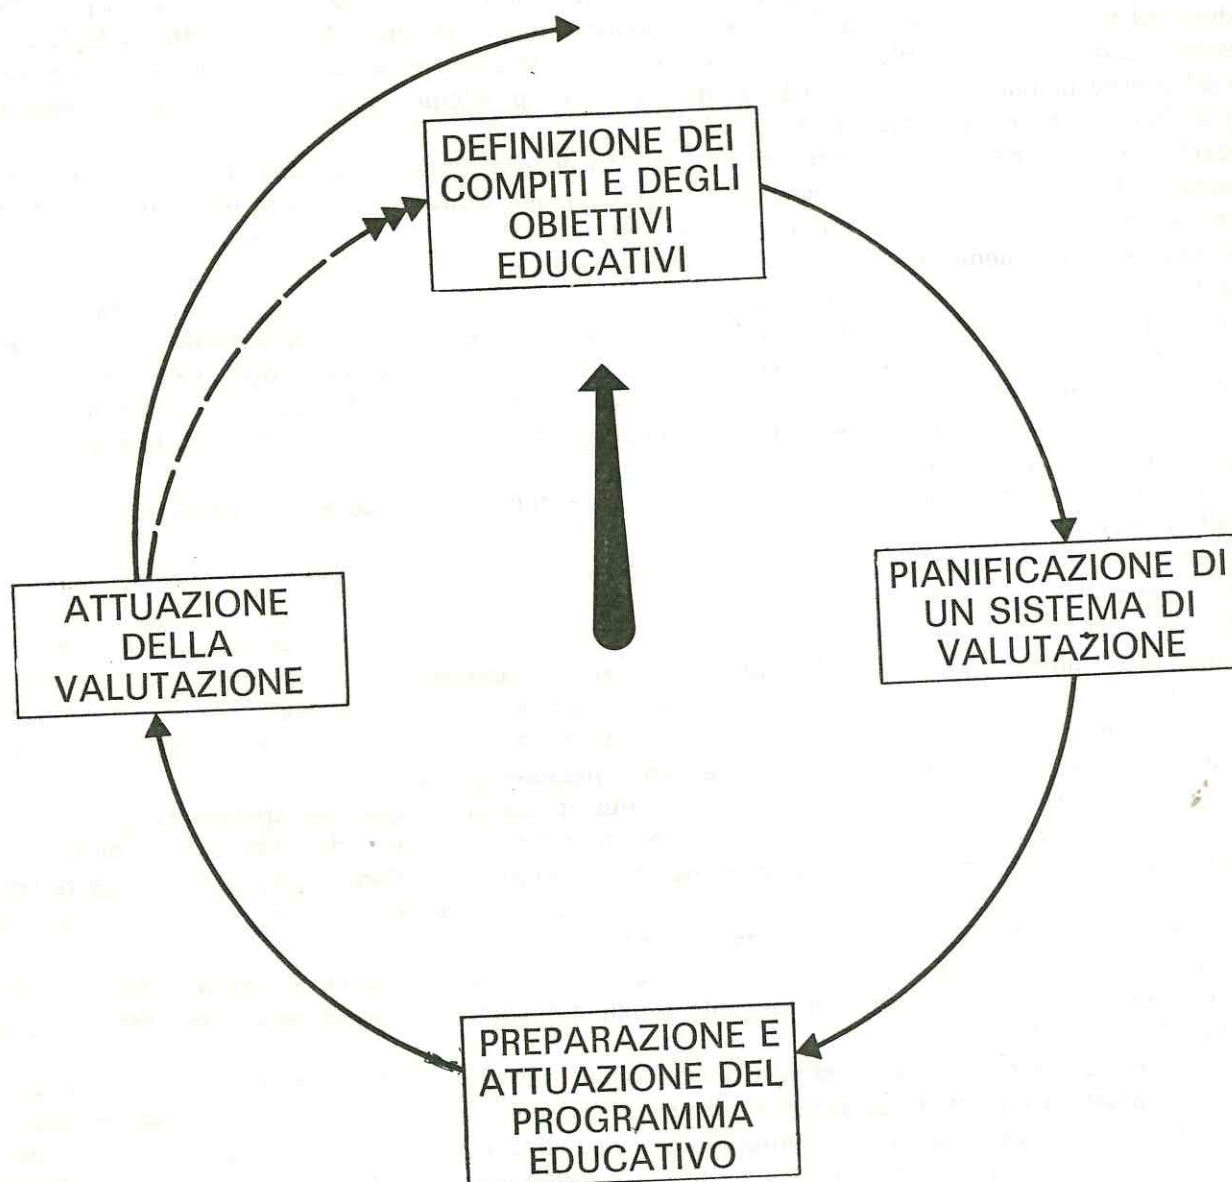 DEFINIZIONE DEI
COMPITI E DEGLI
OBIETTIVI
EDUCATIVI
PIANIFICAZIONE DI
UN SISTEMA DI
VALUTAZIONE
PREPARAZIONE E
ATTUAZIONE DEL
PROGRAMMA
EDUCATIVO
ATTUAZIONE
DELLA
VALUTAZIONE